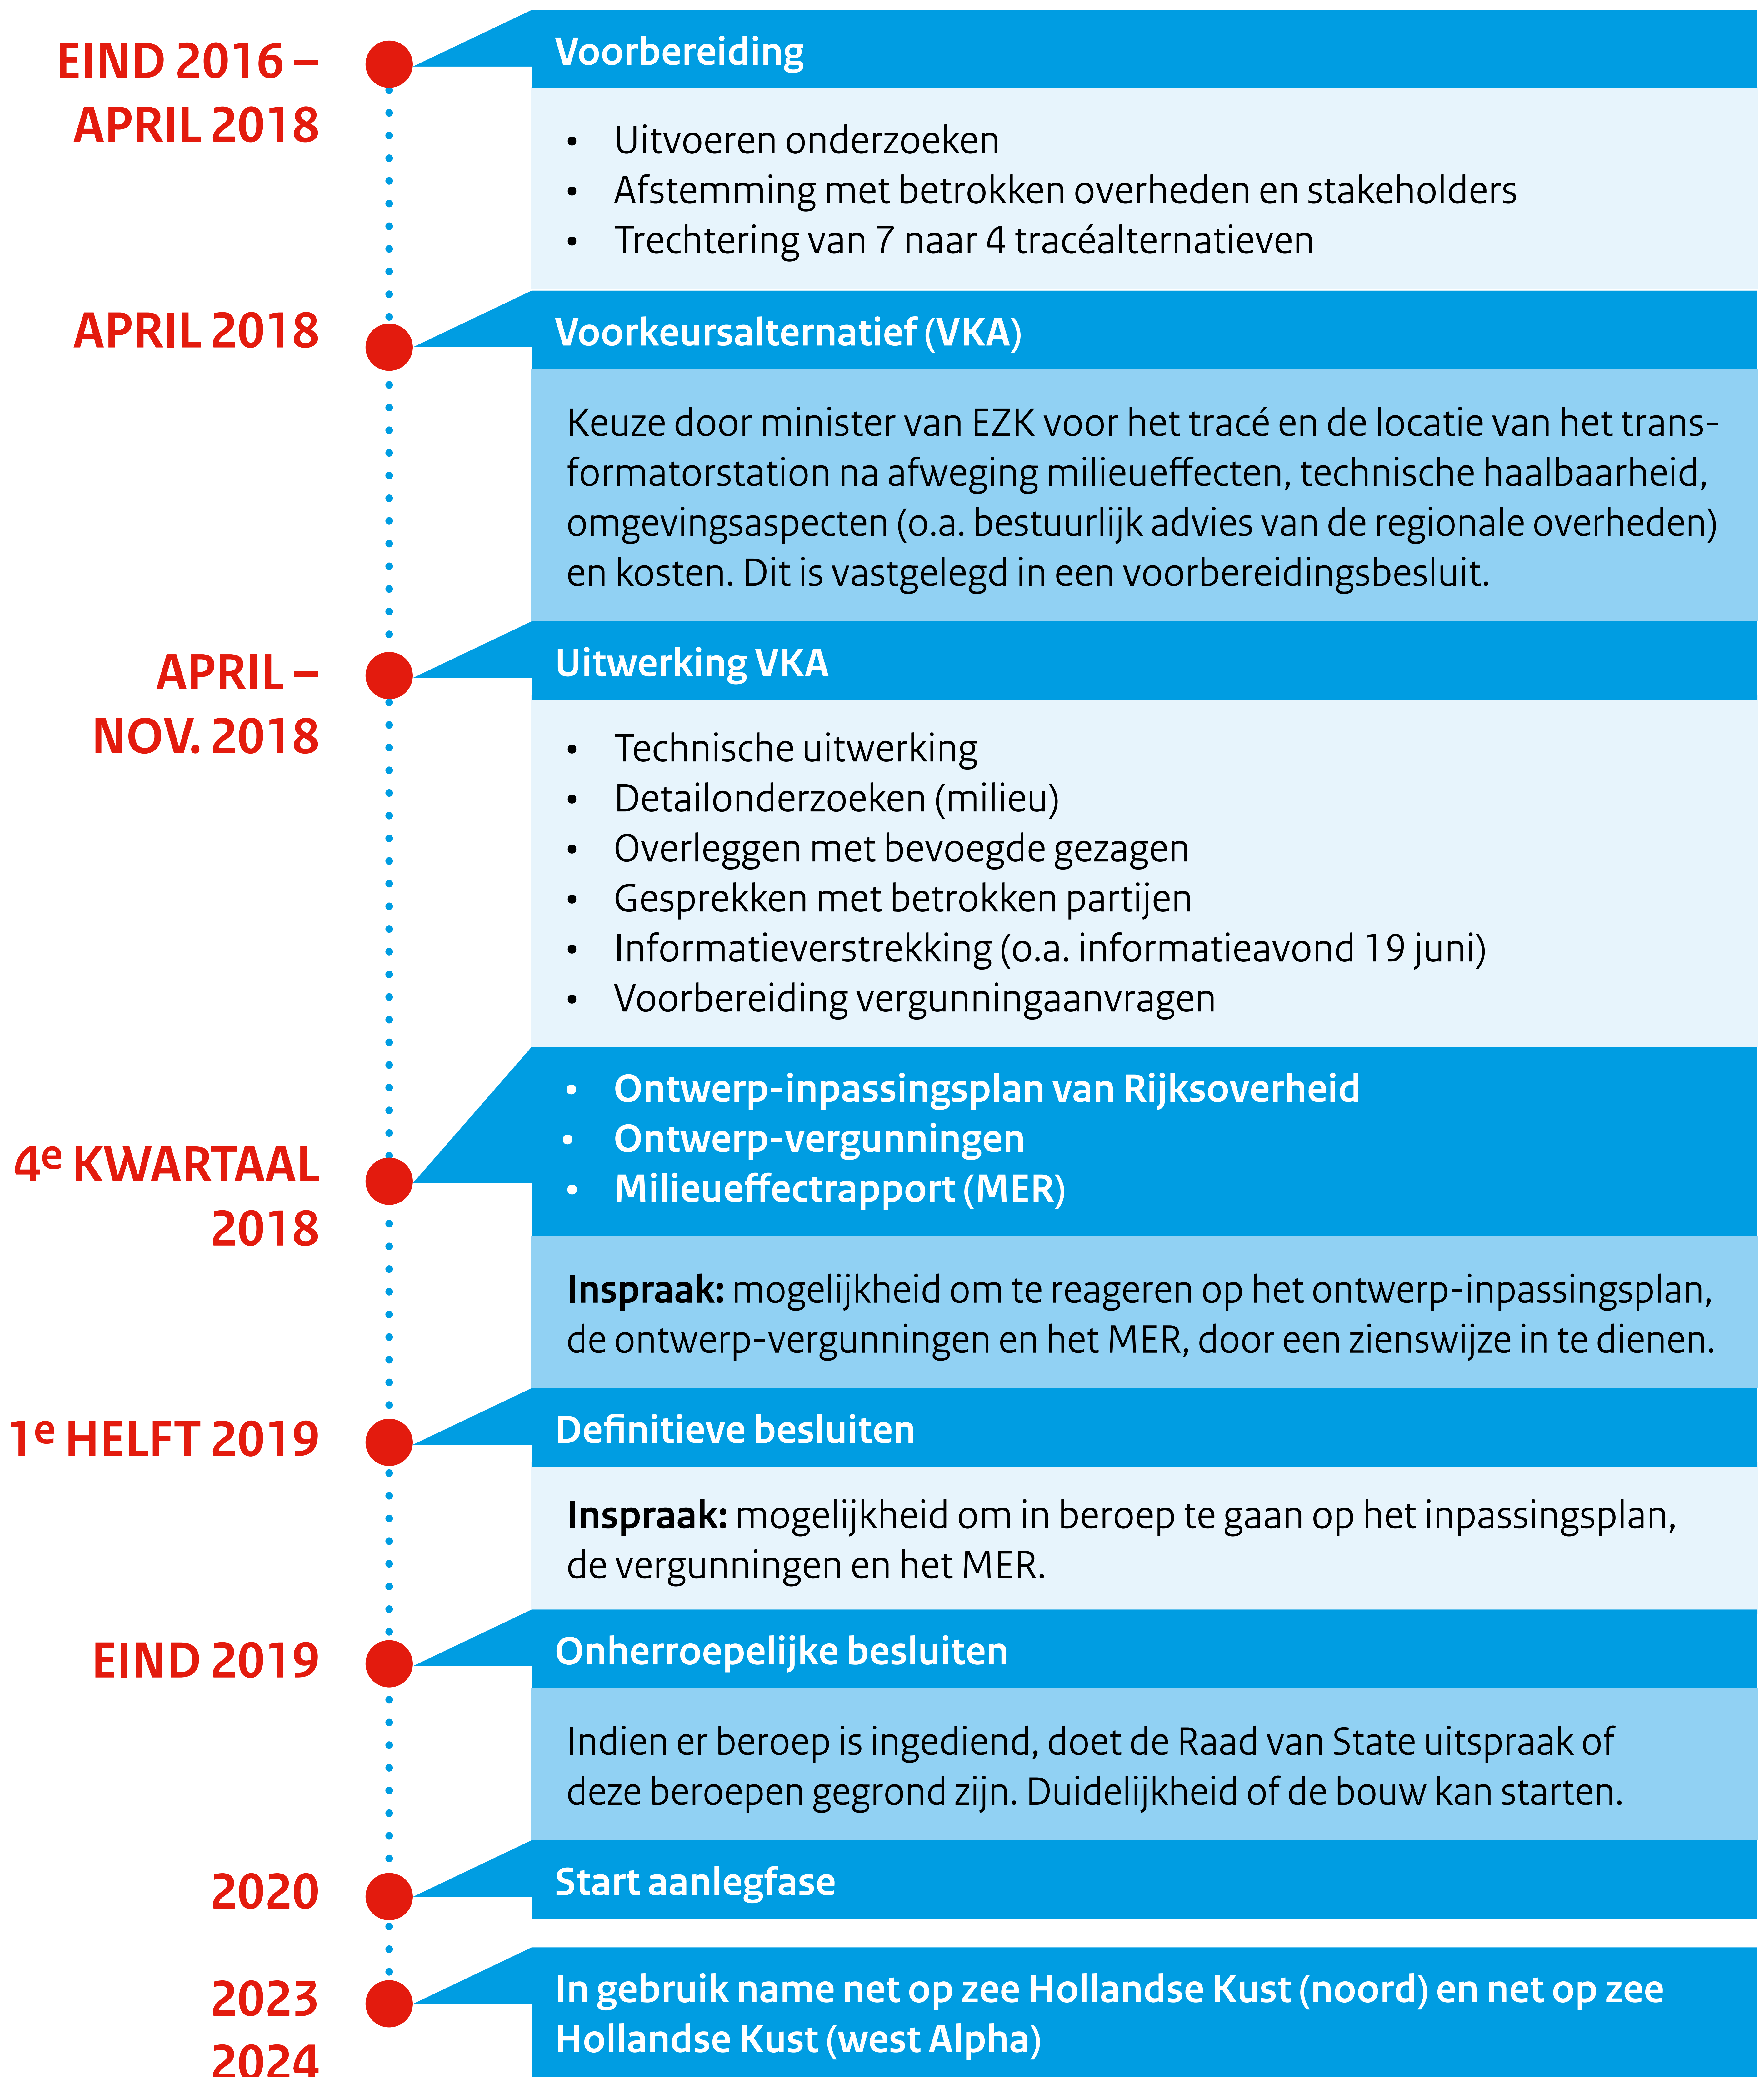 EIND 2016 –
APRIL 2018
Voorbereiding
• Uitvoeren onderzoeken
• Afstemming met betrokken overheden en stakeholders
• Trechtering van 7 naar 4 tracéalternatieven
APRIL 2018
Voorkeursalternatief (VKA)
Keuze door minister van EZK voor het tracé en de locatie van het trans-
formatorstation na afweging milieueffecten, technische haalbaarheid,
omgevingsaspecten (o.a. bestuurlijk advies van de regionale overheden)
en kosten. Dit is vastgelegd in een voorbereidingsbesluit.
APRIL –
NOV. 2018
Uitwerking VKA
• Technische uitwerking
• Detailonderzoeken (milieu)
• Overleggen met bevoegde gezagen
• Gesprekken met betrokken partijen
• Informatieverstrekking (o.a. informatieavond 19 juni)
• Voorbereiding vergunningaanvragen
4e KWARTAAL
2018
• Ontwerp-inpassingsplan van Rijksoverheid
• Ontwerp-vergunningen
• Milieueffectrapport (MER)
Inspraak: mogelijkheid om te reageren op het ontwerp-inpassingsplan,
de ontwerp-vergunningen en het MER, door een zienswijze in te dienen.
1e HELFT 2019
Definitieve besluiten
Inspraak: mogelijkheid om in beroep te gaan op het inpassingsplan,
de vergunningen en het MER.
EIND 2019
Onherroepelijke besluiten
Indien er beroep is ingediend, doet de Raad van State uitspraak of
deze beroepen gegrond zijn. Duidelijkheid of de bouw kan starten.
2020
Start aanlegfase
2023
2024
In gebruik name net op zee Hollandse Kust (noord) en net op zee
Hollandse Kust (west Alpha)